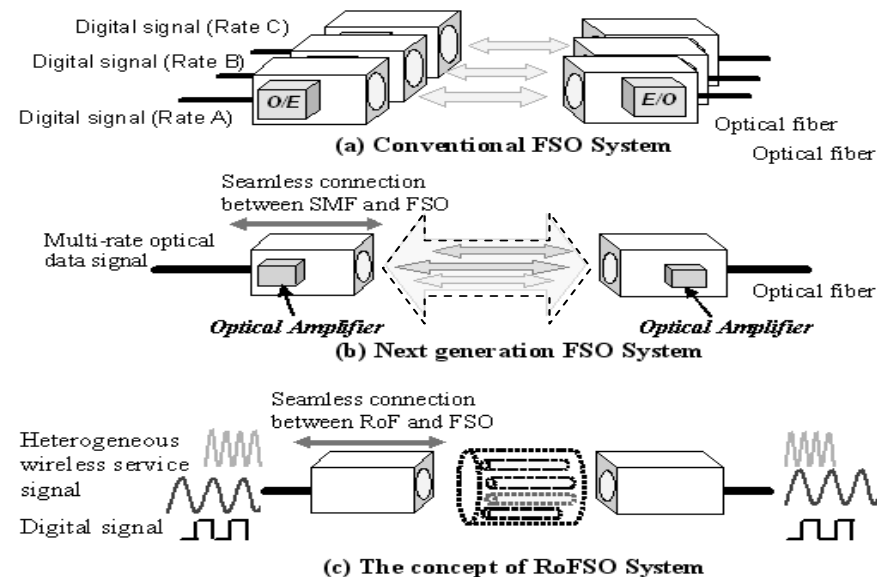 Digital signal (Rate C)
Digital signal (Rate B)
Digital signal (Rate A)
O/E
E/O
Optical fiber
Optical fiber
(a) Conventional FSO System
Seamless connection
between SMF and FSO
Multi-rate optical
data signal
Optical fiber
Optical Amplifier
Optical Amplifier
(b) Next generation FSO System
Seamless connection
between RoF and FSO
Heterogeneous
wireless service
signal
Digital signal
(c) The concept of RoFSO System